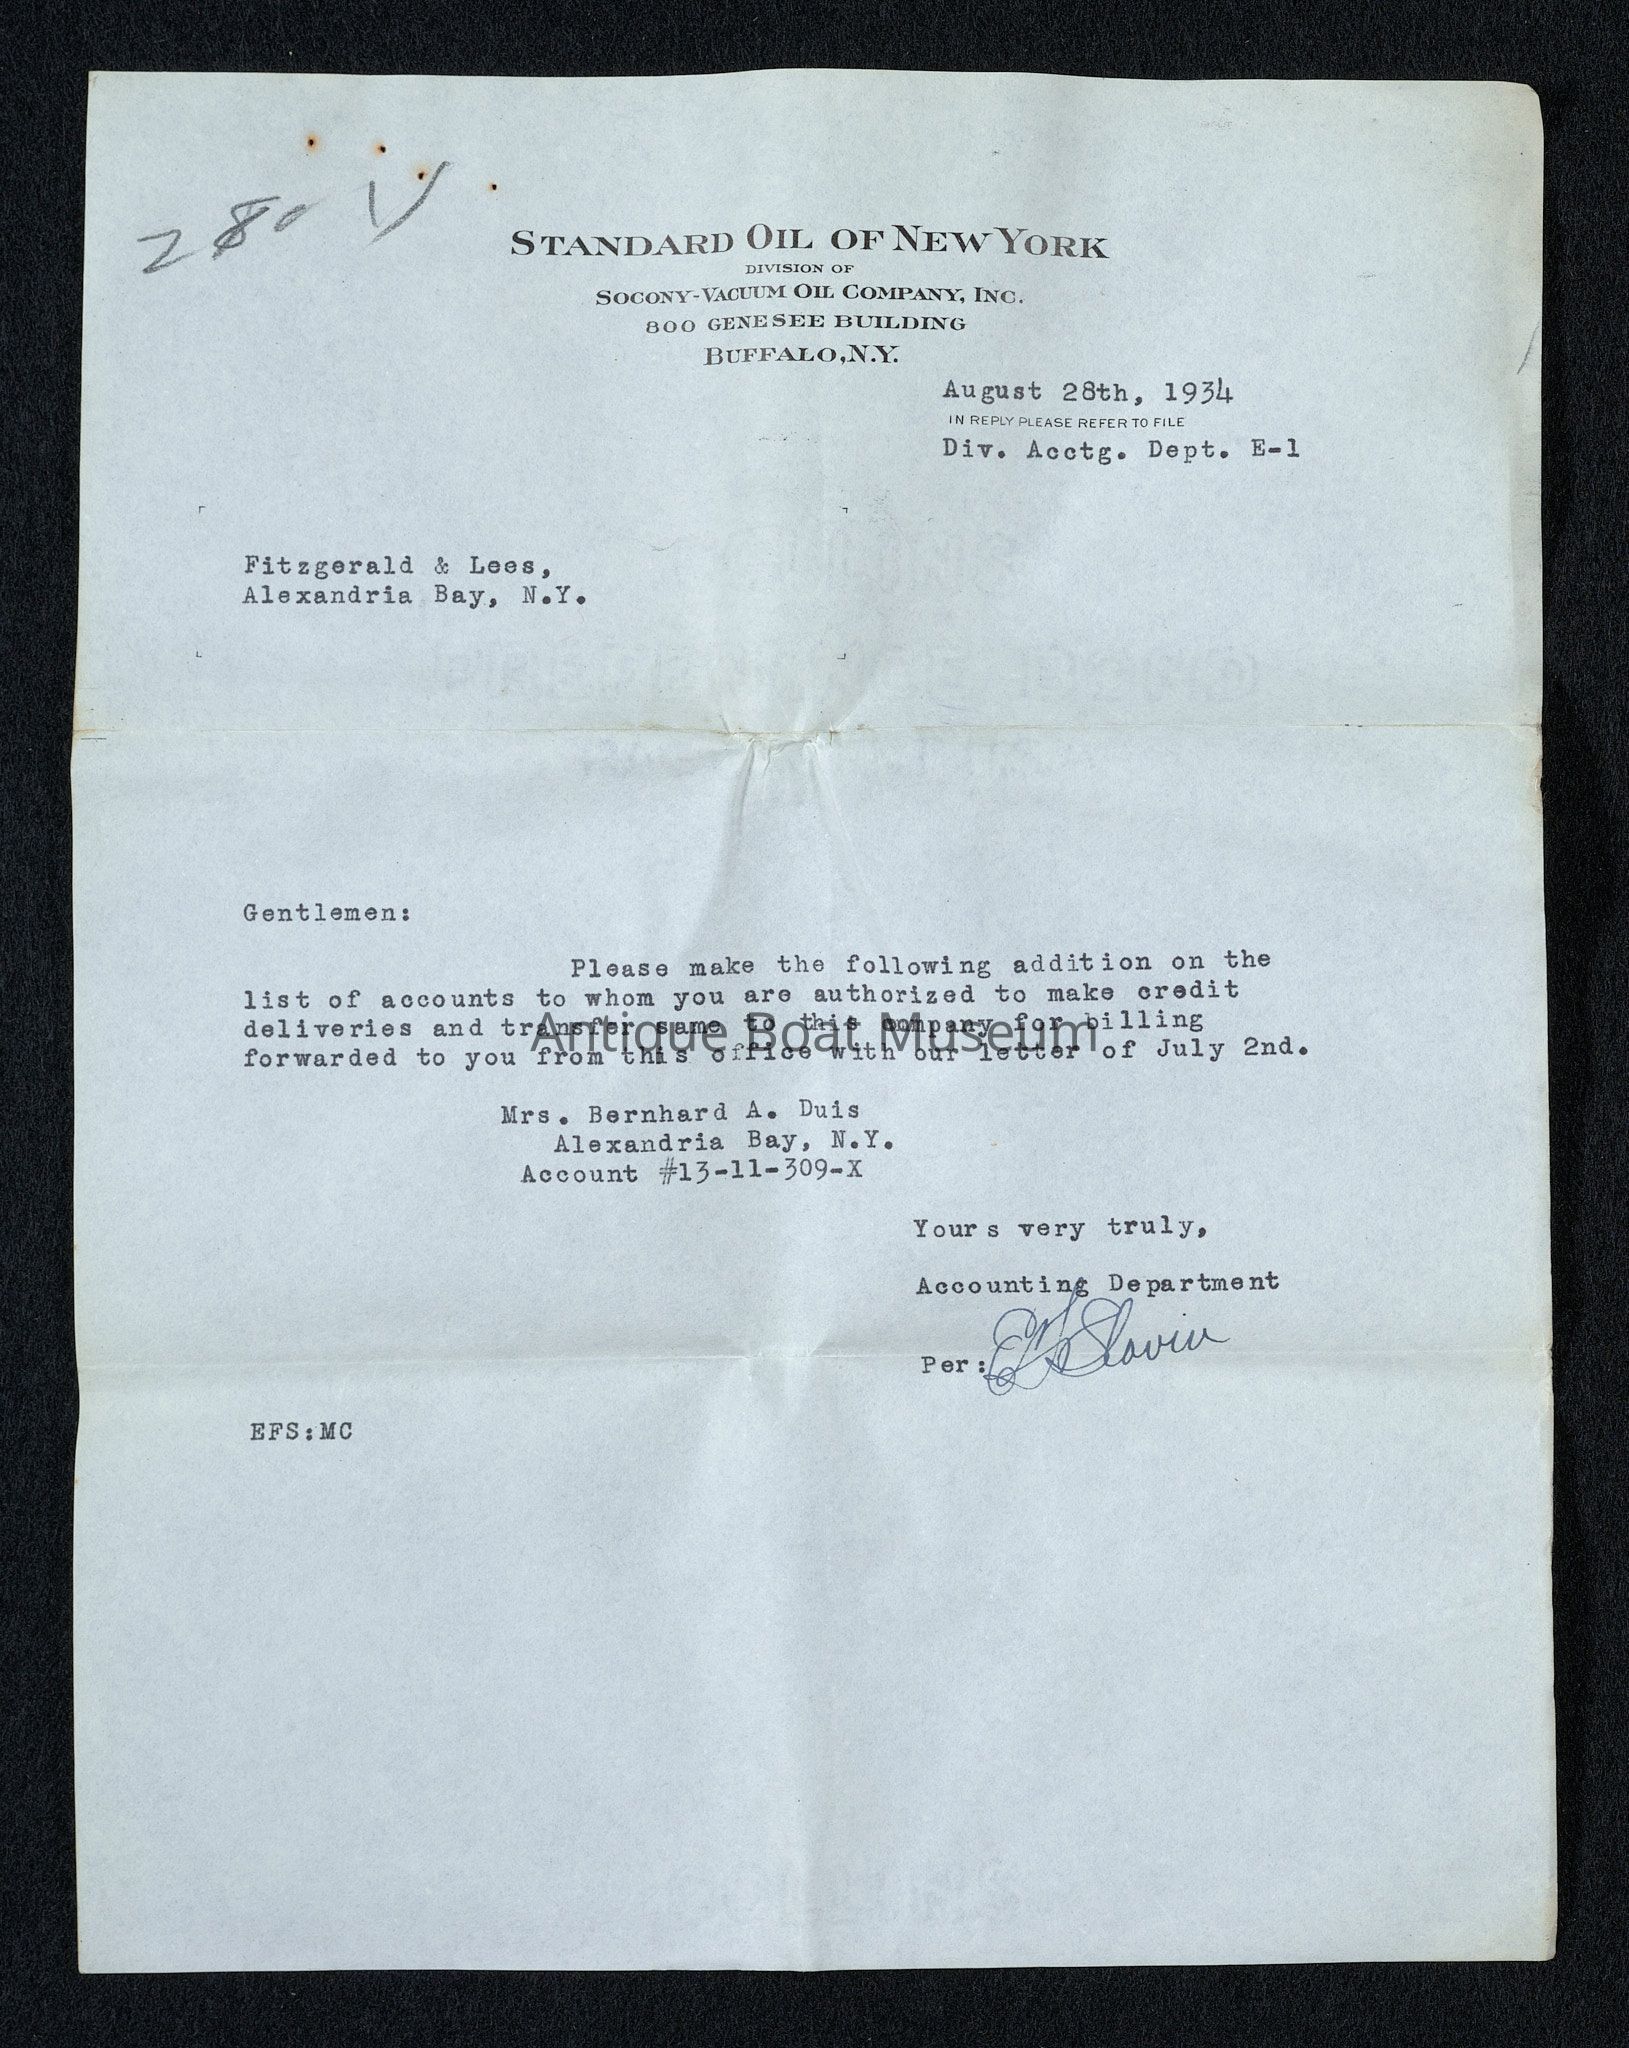 280 V
STANDARD OIL OF NEW YORK
DIVISION OF
SOCONY-VACUUM OIL COMPANY, INC.
800 GENESEE BUILDING
BUFFALO, N.Y.
August 28th, 1934
IN REPLY PLEASE REFER TO FILE
Div. Acctg. Dept. E-1
Fitzgerald & Lees,
Alexandria Bay, N.Y.
Gentlemen:
Please make the following addition on the
list of accounts to whom you are authorized to make credit
deliveries and transfer same to this company for billing
forwarded to you from this office with our letter of July 2nd.
Antique Boat Museum
Mrs. Bernhard A. Duis
Alexandria Bay, N.Y.
Account #13-11-309-X
Yours very truly,
Accounting Department
Per: EF Slavin
EFS:MC